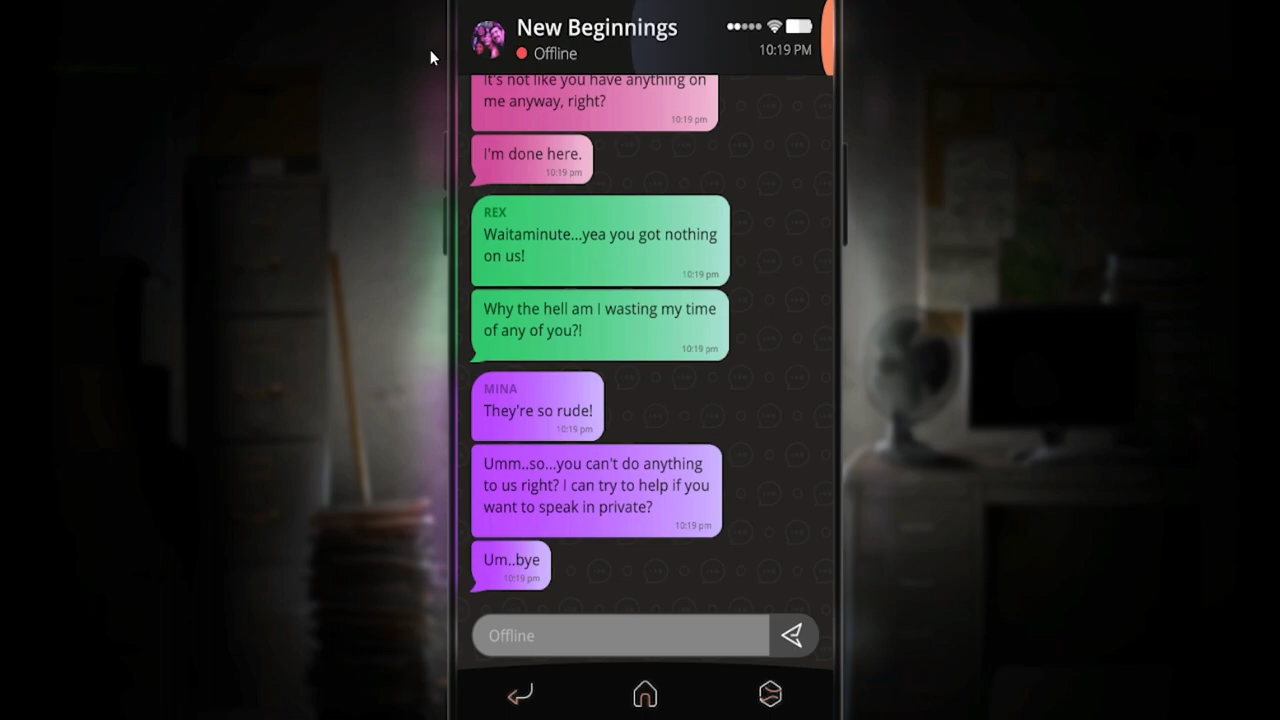 New Beginnings
Offline
10:19 PM
It's not like you have anything on
me anyway, right?
10:19 pm
I'm done here.
10:19 pm
REX
Waitaminute...yea you got nothing
on us!
10:19 pm
Why the hell am I wasting my time
of any of you?!
10:19 pm
MINA
They're so rude!
10:19 pm
Umm..so...you can't do anything
to us right? I can try to help if you
want to speak in private?
10:19 pm
Um..bye
10:19 pm
Offline